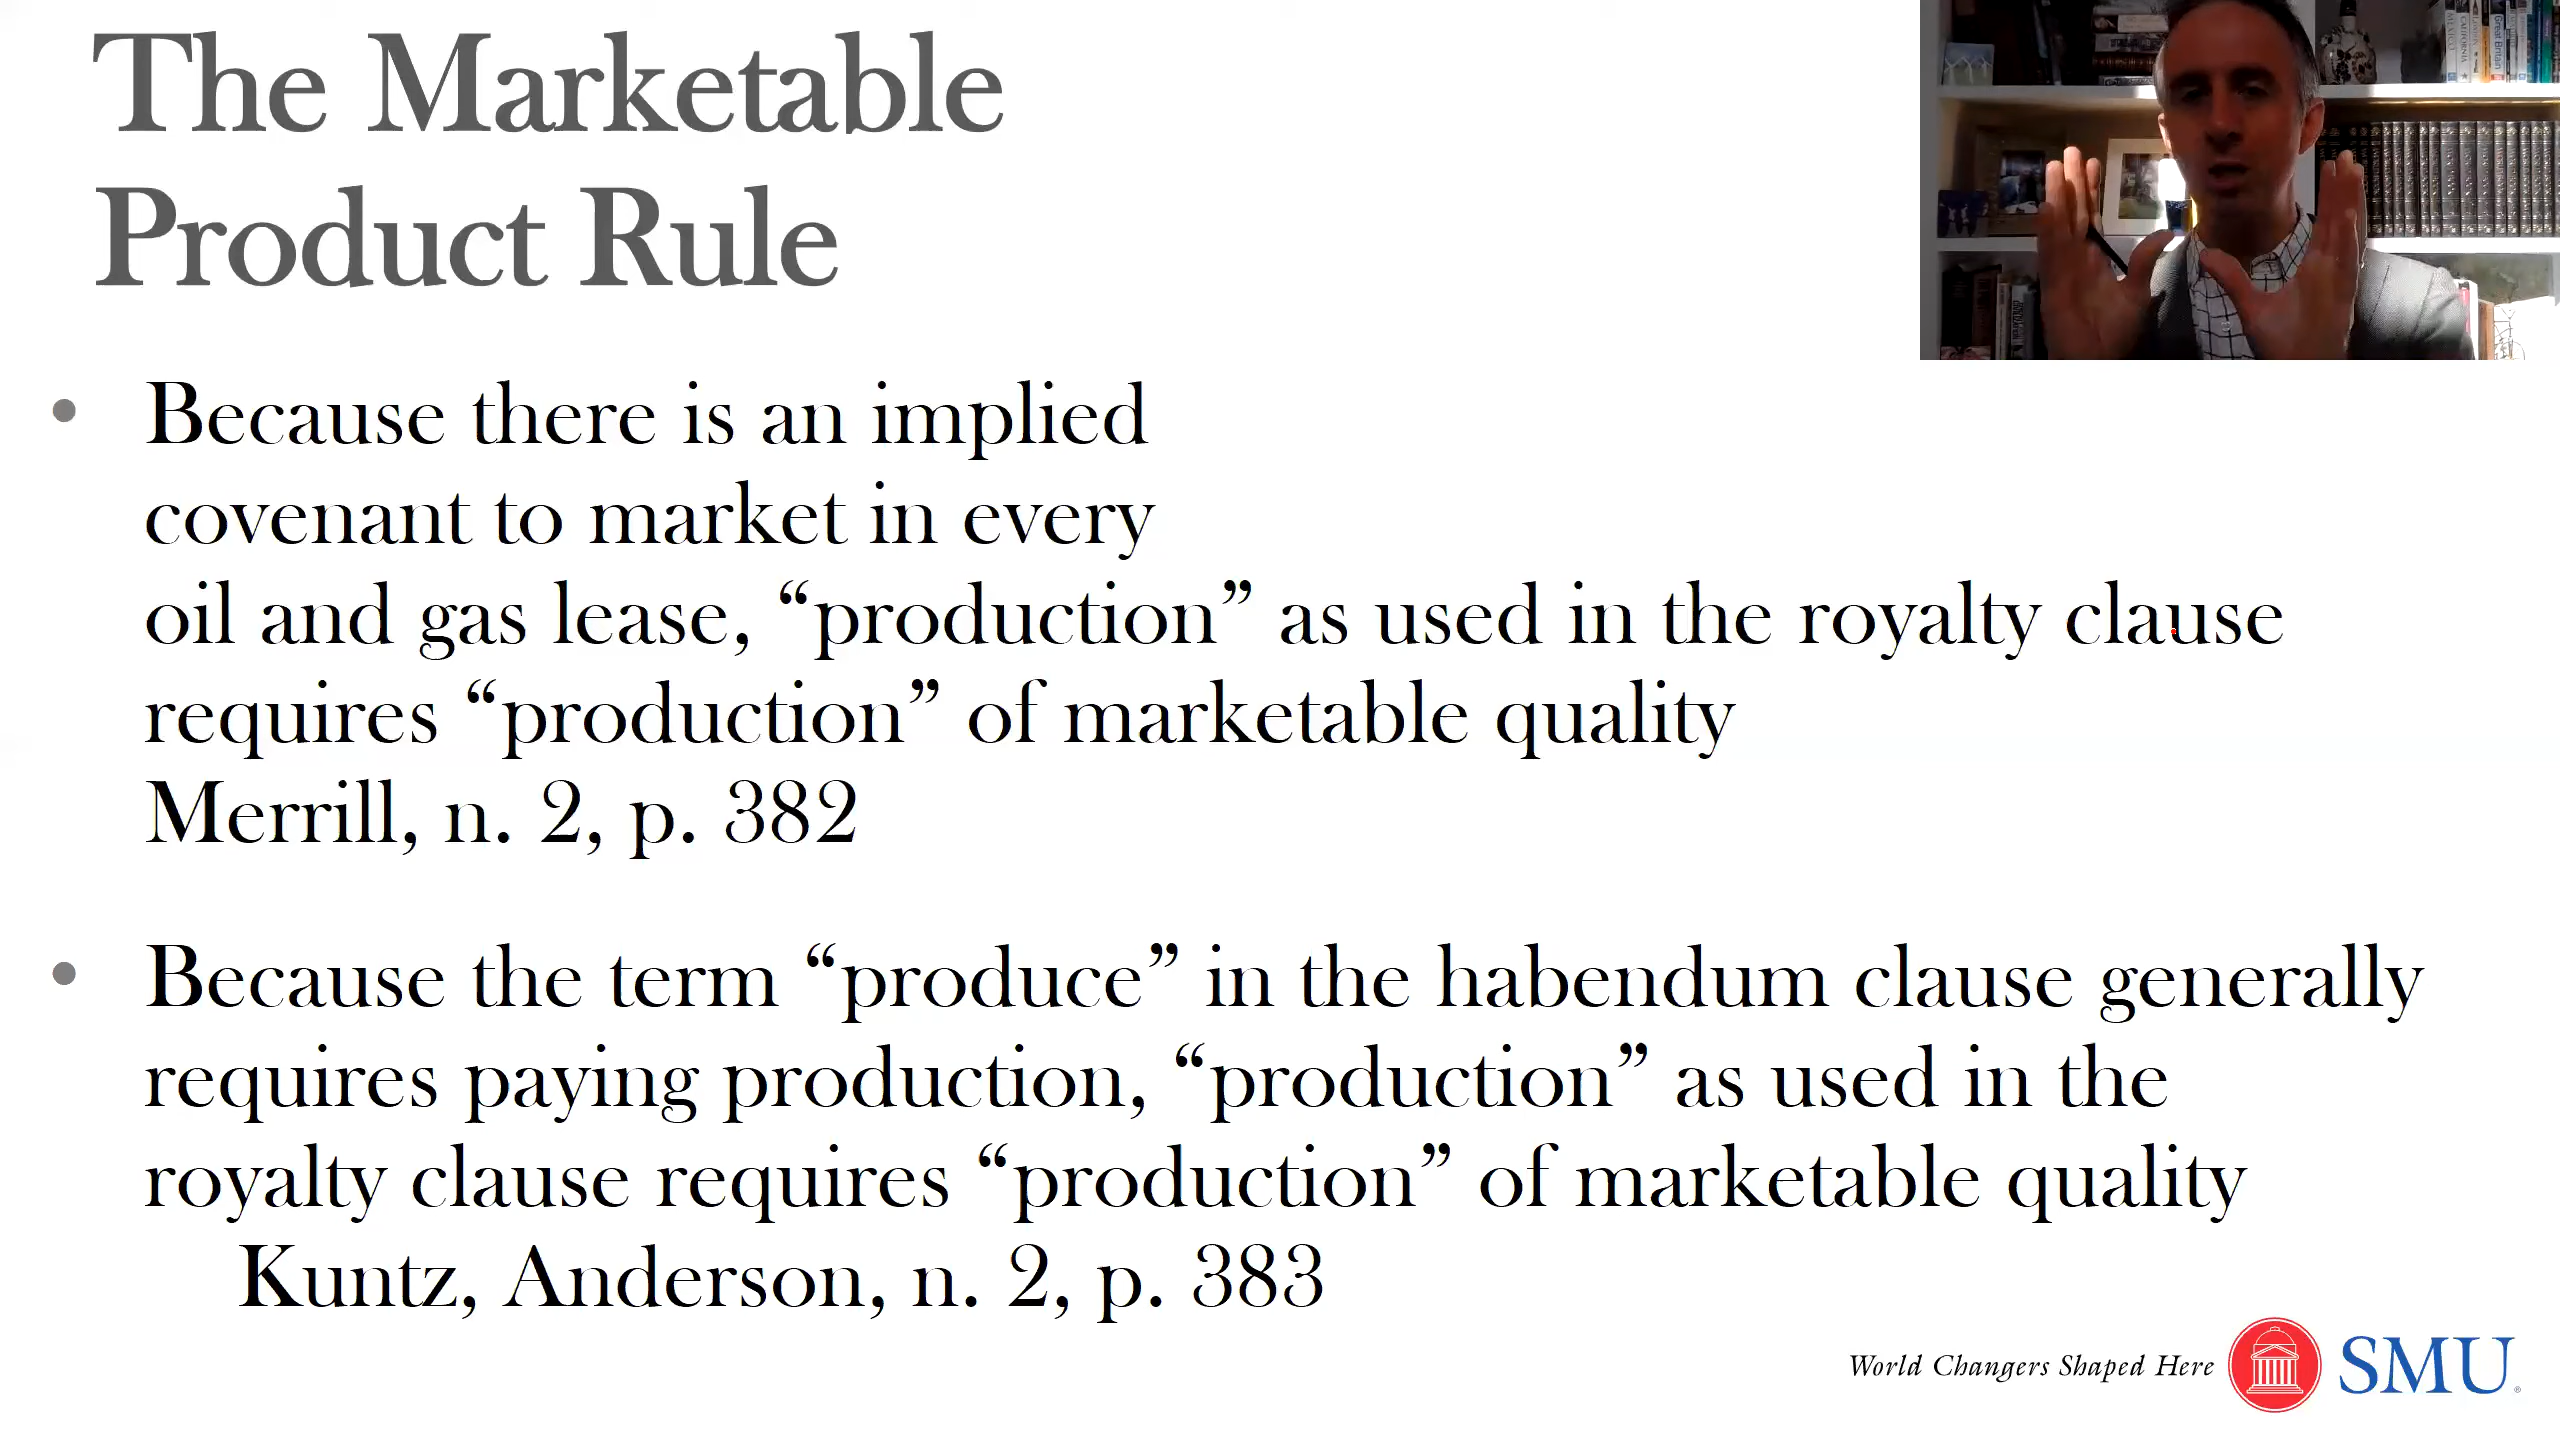 The Marketable
Product Rule
Because there is an implied
covenant to market in every
oil and gas lease, “production” as used in the royalty clause
requires “production” of marketable quality
Merrill, n. 2, p. 382
Because the term “produce” in the habendum clause generally
requires paying production, “production” as used in the
royalty clause requires “production” of marketable quality
Kuntz, Anderson, n. 2, p. 383
World Changers Shaped Here
SMU®
Great Britain
CALIFORNIA